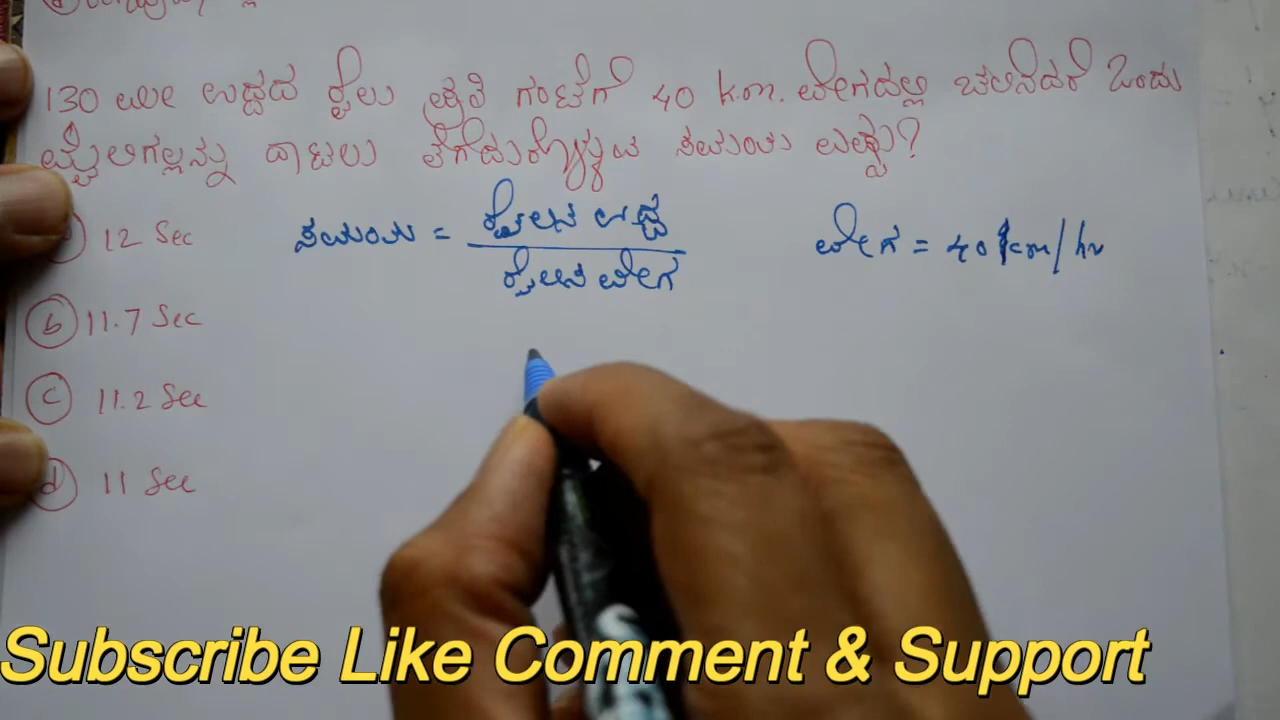 130 ಮೀ ಉದ್ದದ ರೈಲು ಪ್ರತಿ ಗಂಟೆಗೆ 40 k.m. ವೇಗದಲ್ಲಿ ಚಲಿಸಿದರೆ ಒಂದು
ಮೈಲಿಗಲ್ಲನ್ನು ದಾಟಲು ತೆಗೆದುಕೊಳ್ಳುವ ಸಮಯ ಎಷ್ಟು?
ಸಮಯ = ರೈಲಿನ ಉದ್ದ
ರೈಲಿನ ವೇಗ
ವೇಗ = 40 km/hr
12 Sec
b 11.7 Sec
c 11.2 Sec
d 11 Sec
Subscribe Like Comment & Support